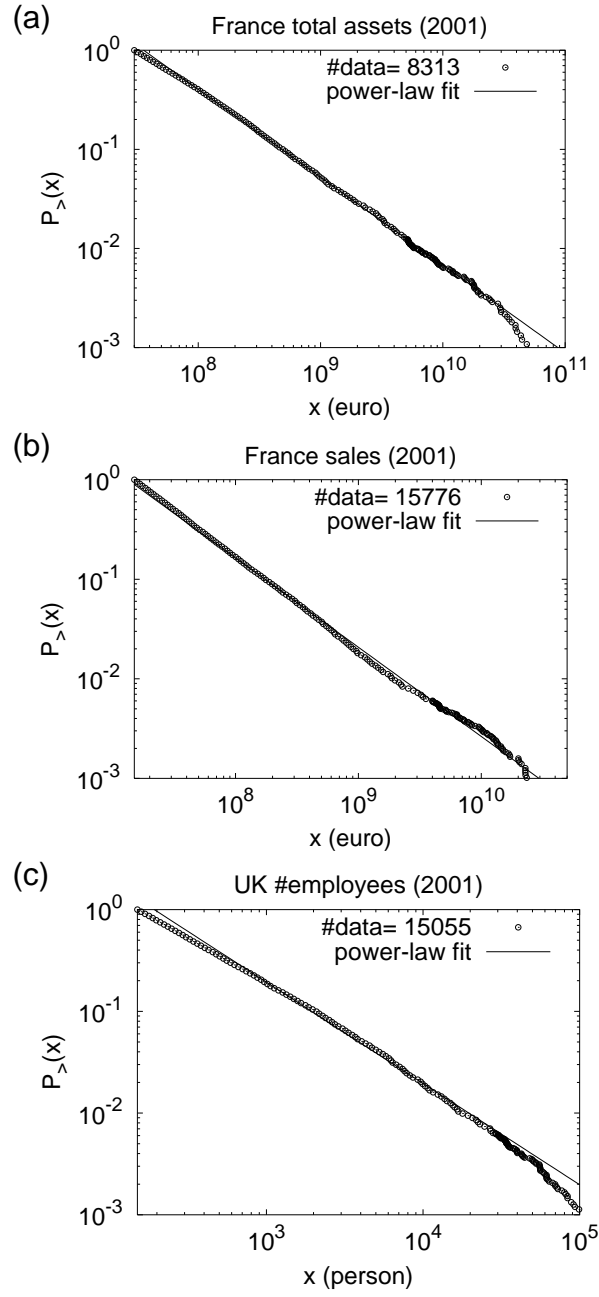 (a)
France total assets (2001)
#data= 8313
power-law fit
10^0
10^-1
10^-2
10^-3
P_>(x)
10^8 10^9 10^10 10^11
x (euro)
(b)
France sales (2001)
#data= 15776
power-law fit
10^0
10^-1
10^-2
10^-3
P_>(x)
10^8 10^9 10^10
x (euro)
(c)
UK #employees (2001)
#data= 15055
power-law fit
10^0
10^-1
10^-2
10^-3
P_>(x)
10^3 10^4 10^5
x (person)